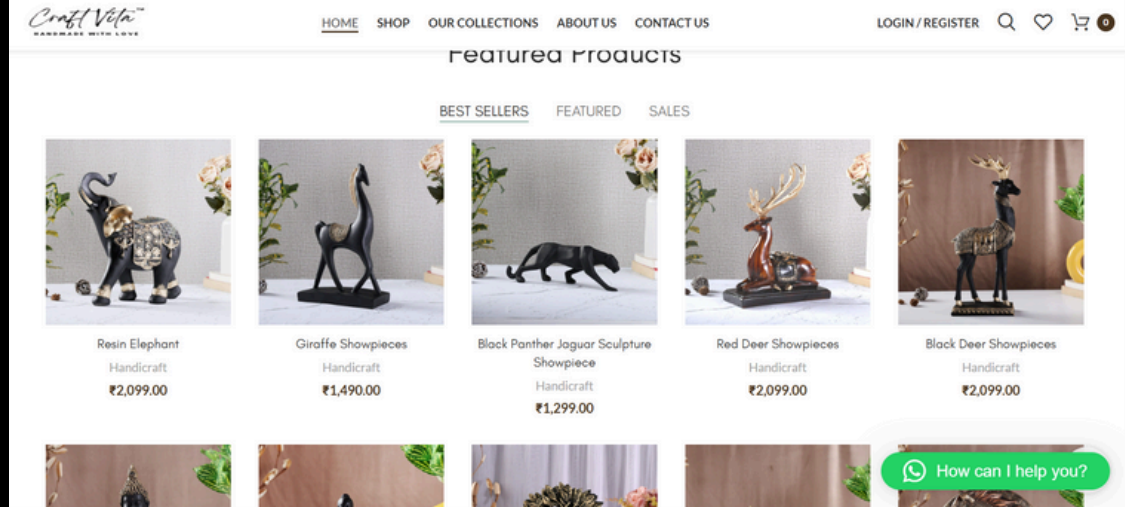 Craft Vita™
HANDMADE WITH LOVE
HOME SHOP OUR COLLECTIONS ABOUT US CONTACT US
LOGIN / REGISTER
0
Featured Products
BEST SELLERS FEATURED SALES
Resin Elephant
Handicraft
₹2,099.00
Giraffe Showpieces
Handicraft
₹1,490.00
Black Panther Jaguar Sculpture
Showpiece
Handicraft
₹1,299.00
Red Deer Showpieces
Handicraft
₹2,099.00
Black Deer Showpieces
Handicraft
₹2,099.00
How can I help you?